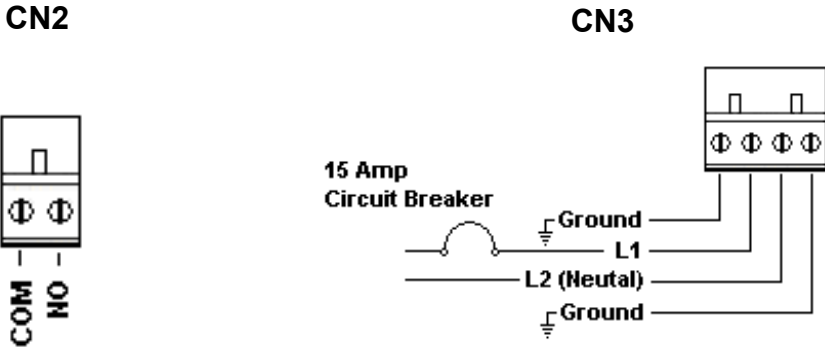 CN2
CN3
15 Amp
Circuit Breaker
Ground
L1
L2 (Neutal)
Ground
COM
NO